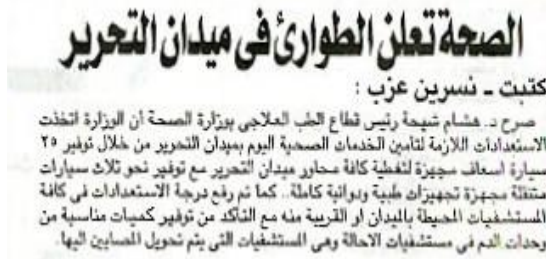 الصحة تعلن الطوارئ فى ميدان التحرير
كتبت ـ نسرين عزب :
صرح د. هشام شيحة رئيس قطاع الطب العلاجى بوزارة الصحة أن الوزارة اتخذت
الاستعدادات اللازمة لتأمين الخدمات الصحية اليوم بميدان التحرير من خلال توفير ٢٥
سيارة اسعاف مجهزة لتغطية كافة محاور ميدان التحرير مع توفير نحو ثلاث سيارات
متنقلة مجهزة تجهيزات طبية ودوائية كاملة.. كما تم رفع درجة الاستعدادات فى كافة
المستشفيات المحيطة بالميدان او القريبة منه مع التأكد من توفير كميات مناسبة من
وحدات الدم فى مستشفيات الاحالة وهى المستشفيات التى يتم تحويل المصابين اليها.